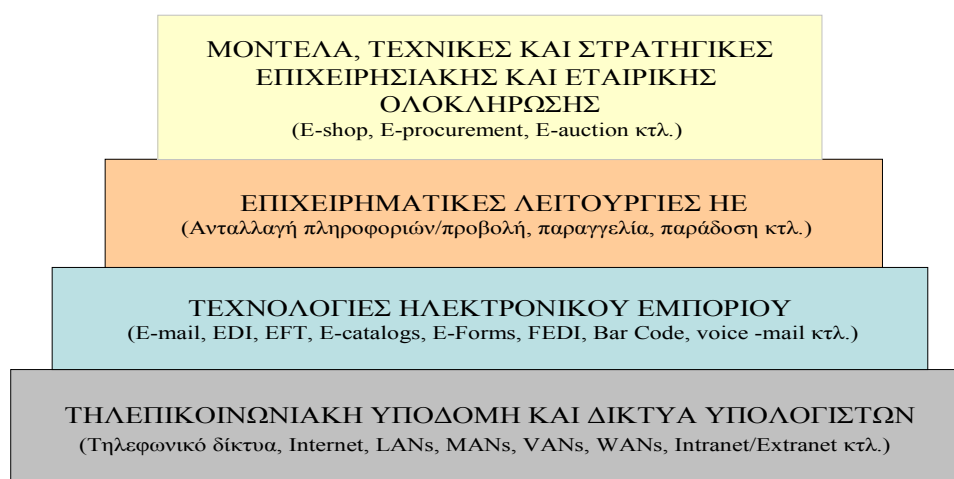 ΜΟΝΤΕΛΑ, ΤΕΧΝΙΚΕΣ ΚΑΙ ΣΤΡΑΤΗΓΙΚΕΣ
ΕΠΙΧΕΙΡΗΣΙΑΚΗΣ ΚΑΙ ΕΤΑΙΡΙΚΗΣ
ΟΛΟΚΛΗΡΩΣΗΣ
(E-shop, E-procurement, E-auction κτλ.)
ΕΠΙΧΕΙΡΗΜΑΤΙΚΕΣ ΛΕΙΤΟΥΡΓΙΕΣ ΗΕ
(Ανταλλαγή πληροφοριών/προβολή, παραγγελία, παράδοση κτλ.)
ΤΕΧΝΟΛΟΓΙΕΣ ΗΛΕΚΤΡΟΝΙΚΟΥ ΕΜΠΟΡΙΟΥ
(E-mail, EDI, EFT, E-catalogs, E-Forms, FEDI, Bar Code, voice -mail κτλ.)
ΤΗΛΕΠΙΚΟΙΝΩΝΙΑΚΗ ΥΠΟΔΟΜΗ ΚΑΙ ΔΙΚΤΥΑ ΥΠΟΛΟΓΙΣΤΩΝ
(Τηλεφωνικό δίκτυα, Internet, LANs, MANs, VANs, WANs, Intranet/Extranet κτλ.)